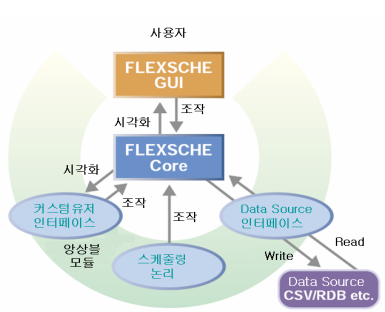 사용자
FLEXSCHE
GUI
시각화
조작
FLEXSCHE
Core
시각화
조작
커스텀유저
인터페이스
앙상블
모듈
조작
스케줄링
논리
Data Source
인터페이스
Read
Write
Data Source
CSV/RDB etc.